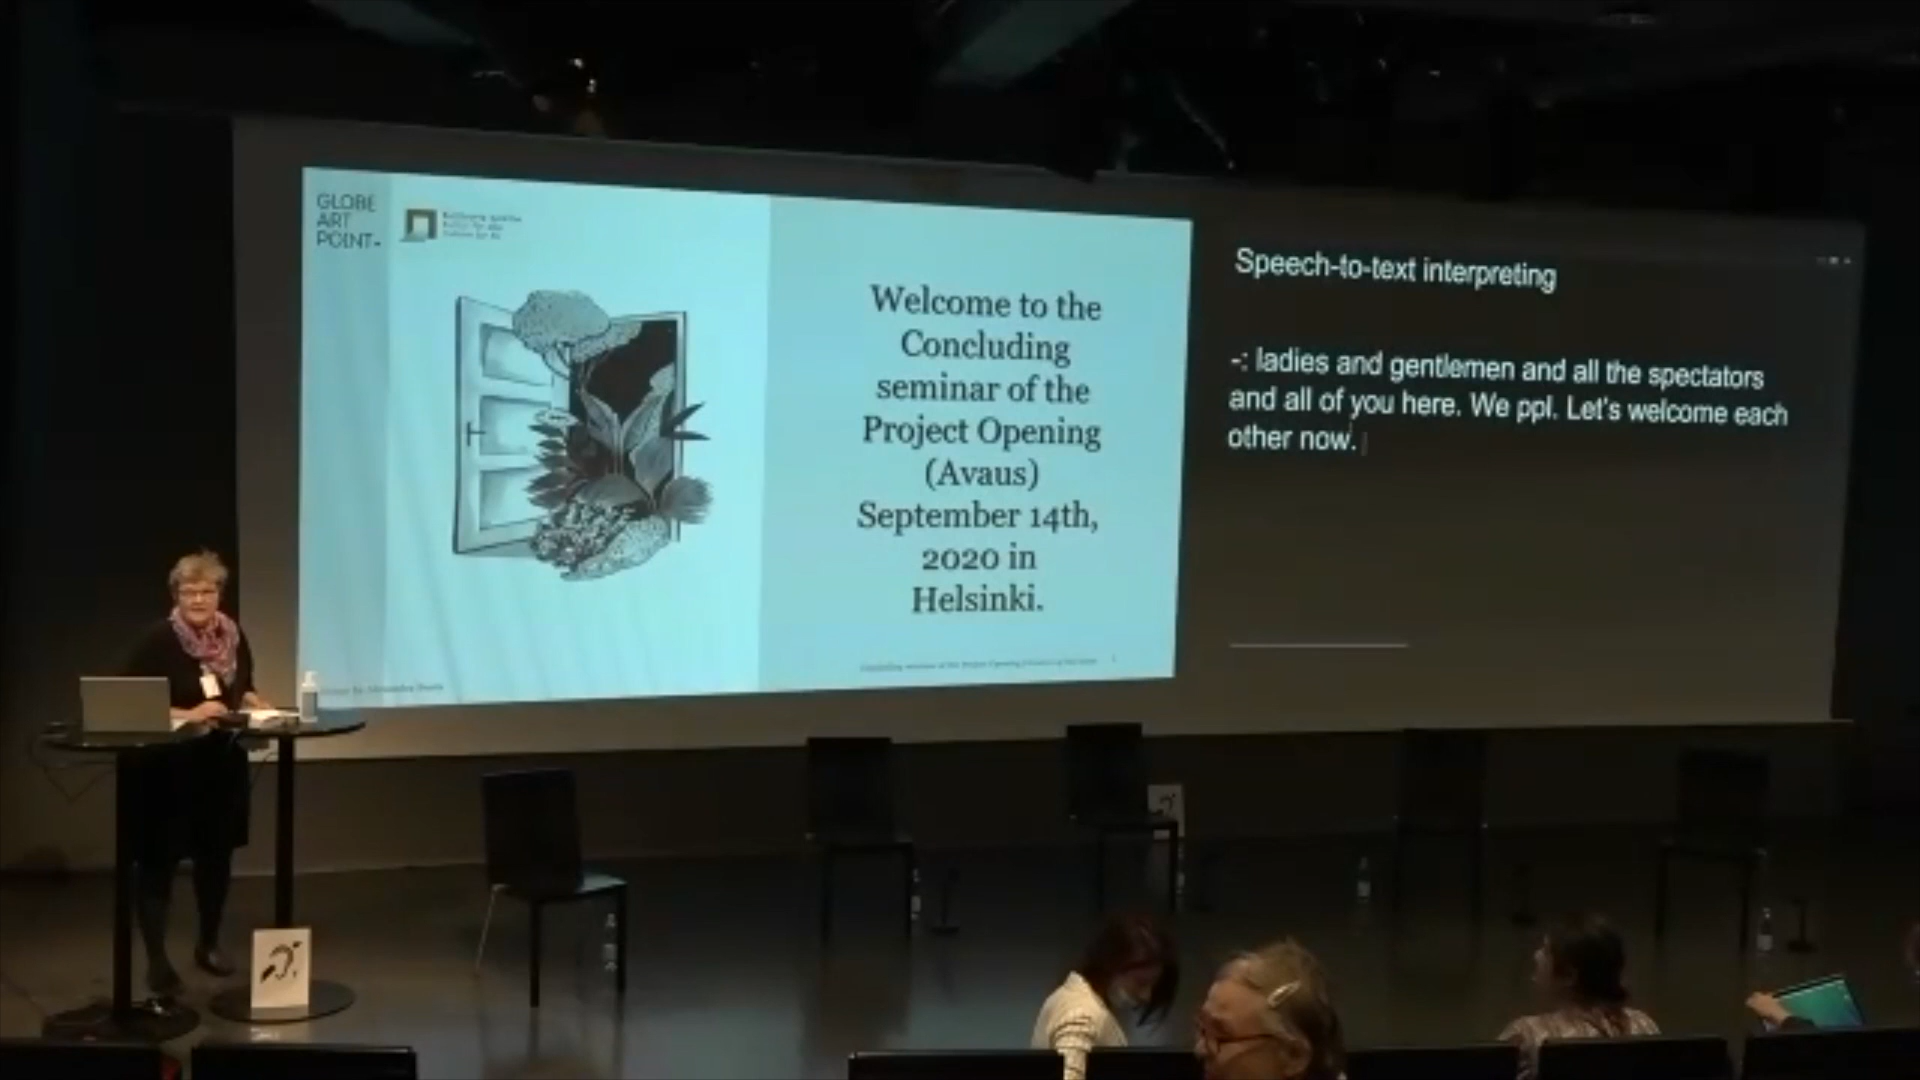 GLOBE
ART
POINT
Welcome to the
Concluding
seminar of the
Project Opening
(Avaus)
September 14th,
2020 in
Helsinki.
Speech-to-text interpreting
-: ladies and gentlemen and all the spectators
and all of you here. We ppl. Let's welcome each
other now.